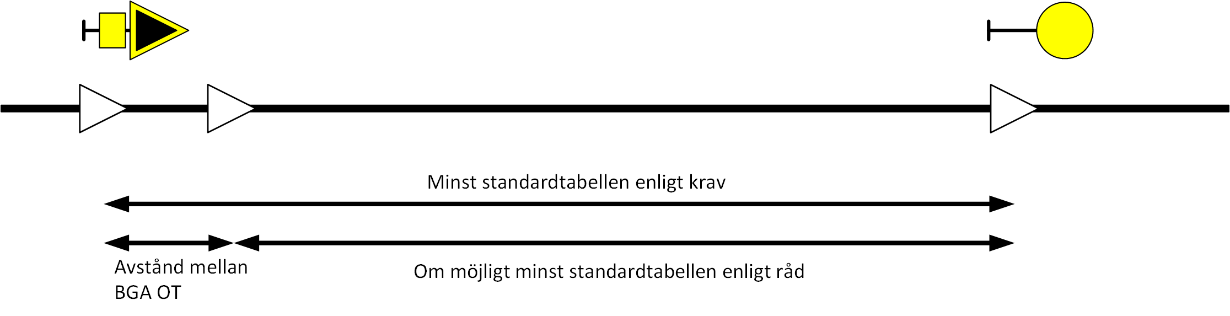 Minst standardtabellen enligt krav
Avstånd mellan
BGA OT
Om möjligt minst standardtabellen enligt råd